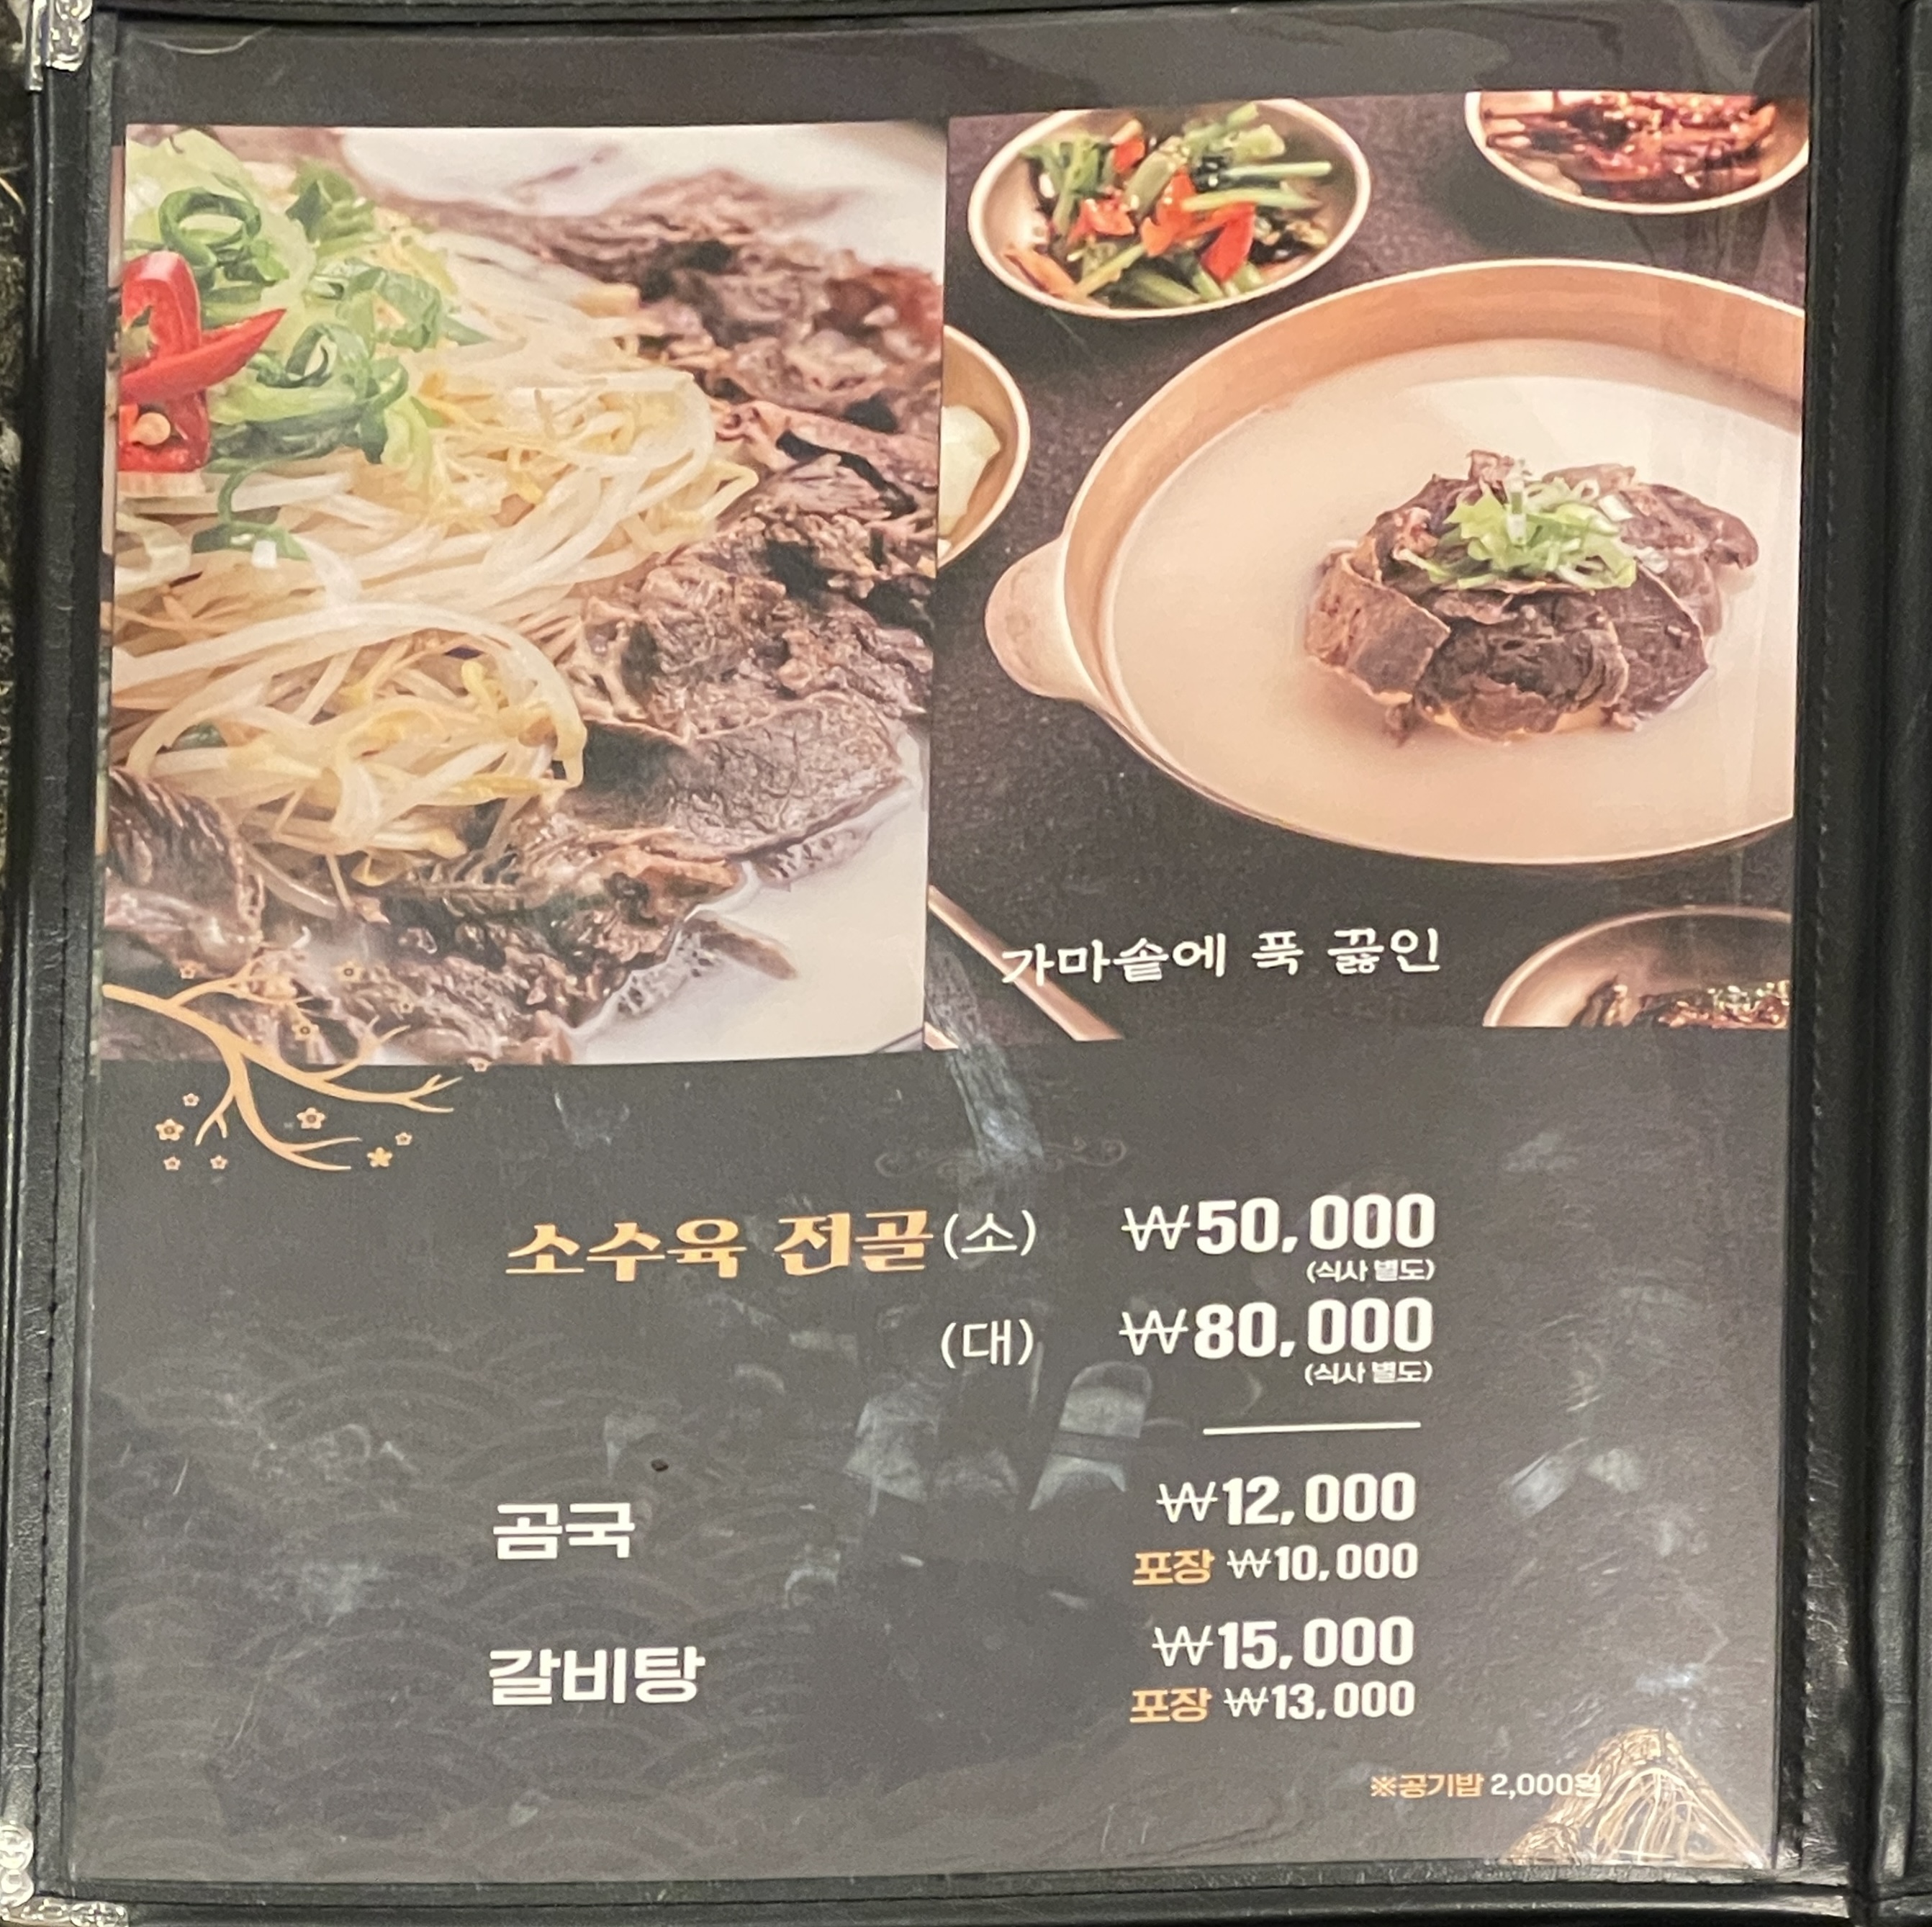 가마솥에 푹 끓인
소수육 전골(소) ₩50,000
(식사 별도)
(대) ₩80,000
(식사 별도)
곰국 ₩12,000
포장 ₩10,000
갈비탕 ₩15,000
포장 ₩13,000
※공기밥 2,000원